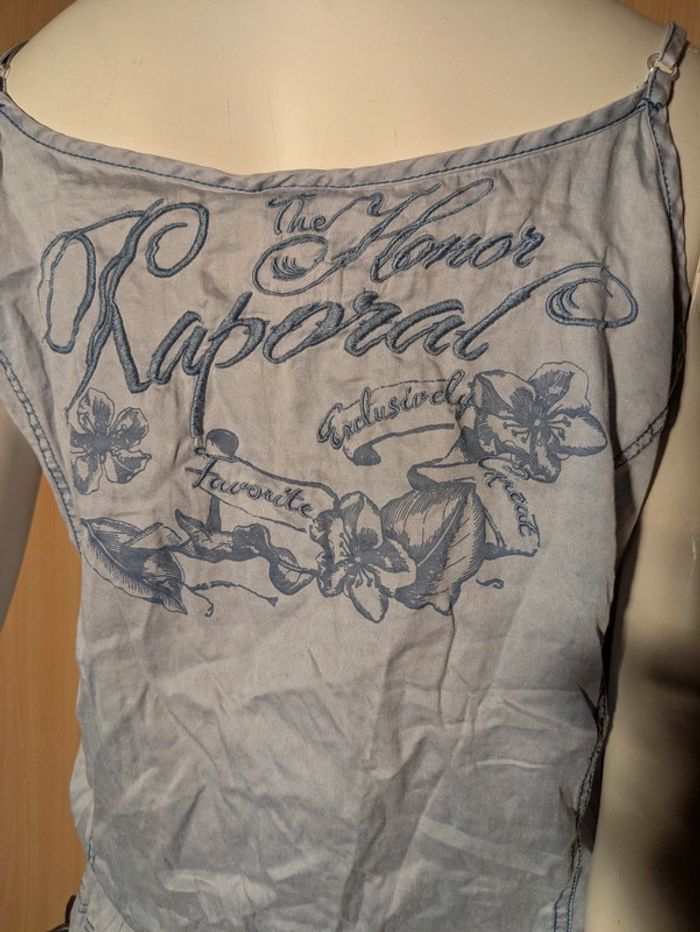 The Honor
Kaporal
Exclusively
Great
Favorite